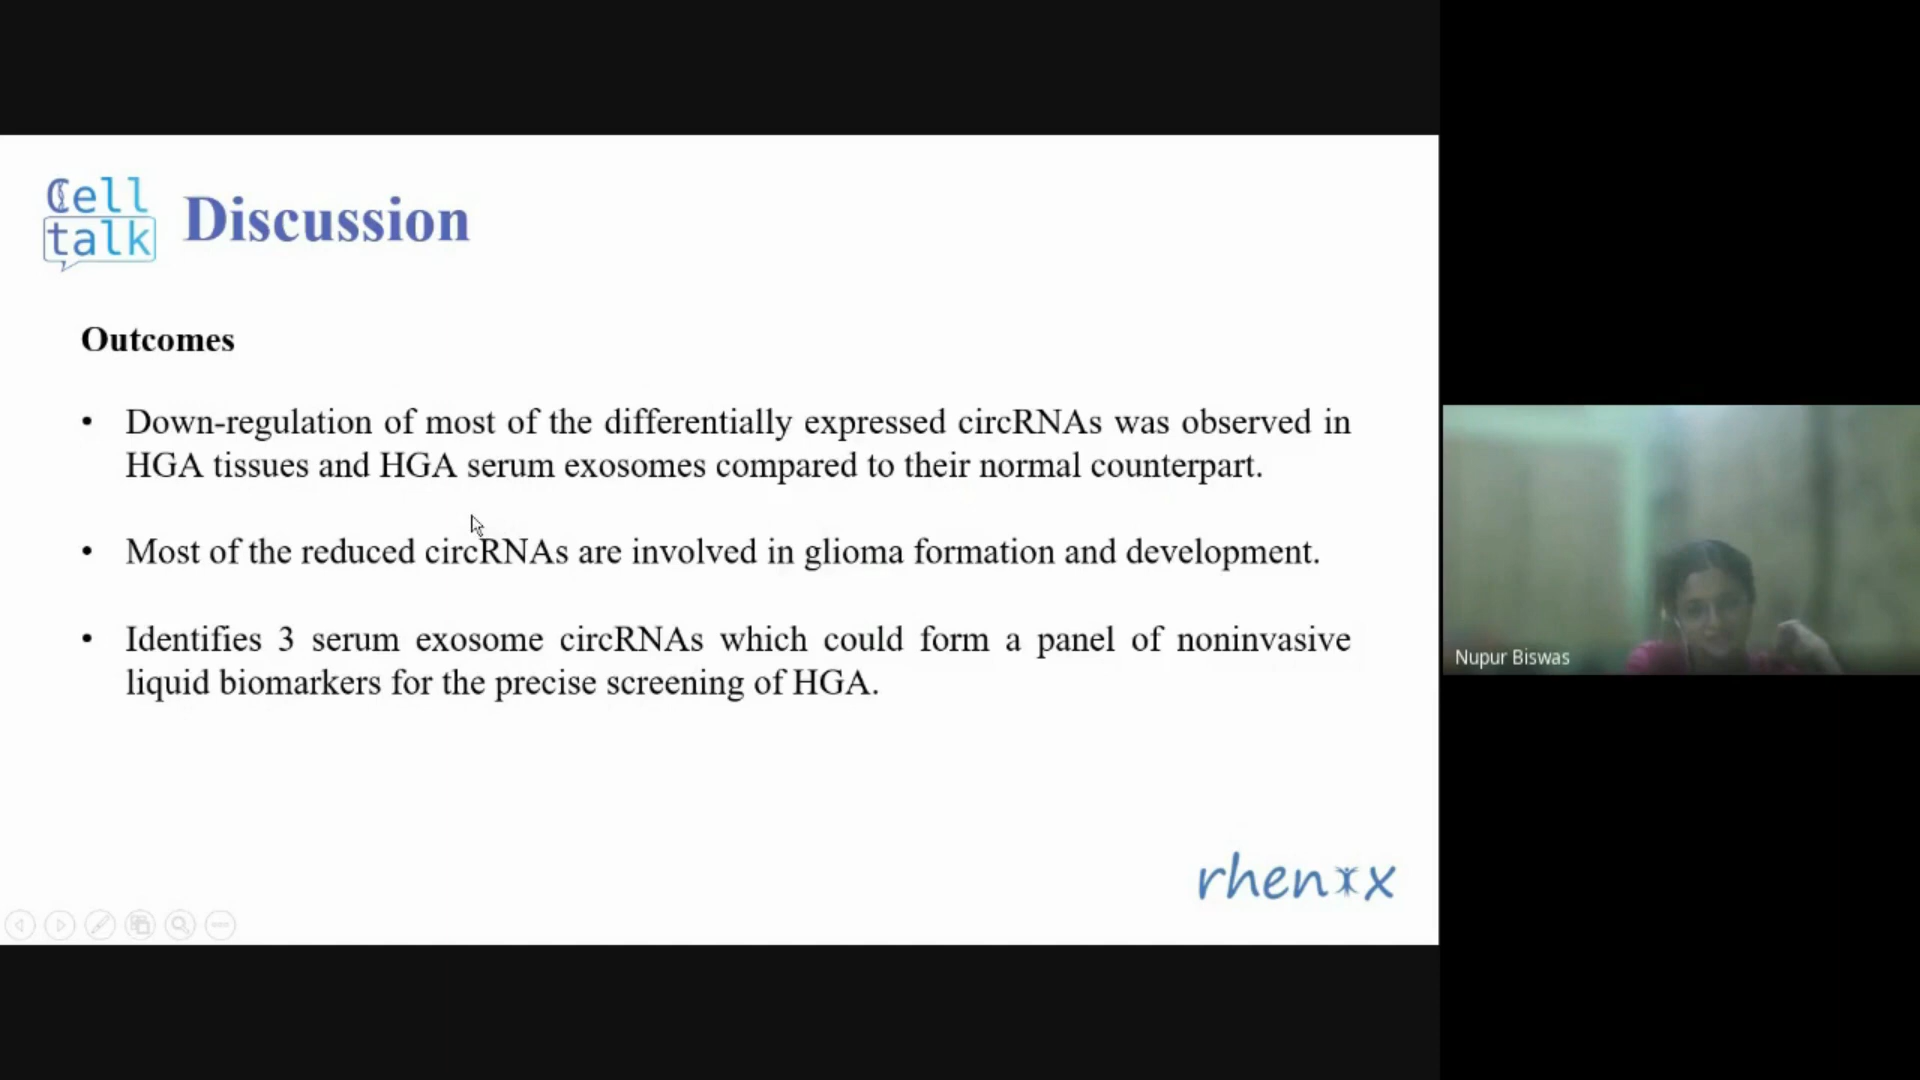 Cell
talk
Discussion
Outcomes
• Down-regulation of most of the differentially expressed circRNAs was observed in
HGA tissues and HGA serum exosomes compared to their normal counterpart.
• Most of the reduced circRNAs are involved in glioma formation and development.
• Identifies 3 serum exosome circRNAs which could form a panel of noninvasive
liquid biomarkers for the precise screening of HGA.
rhenix
Nupur Biswas